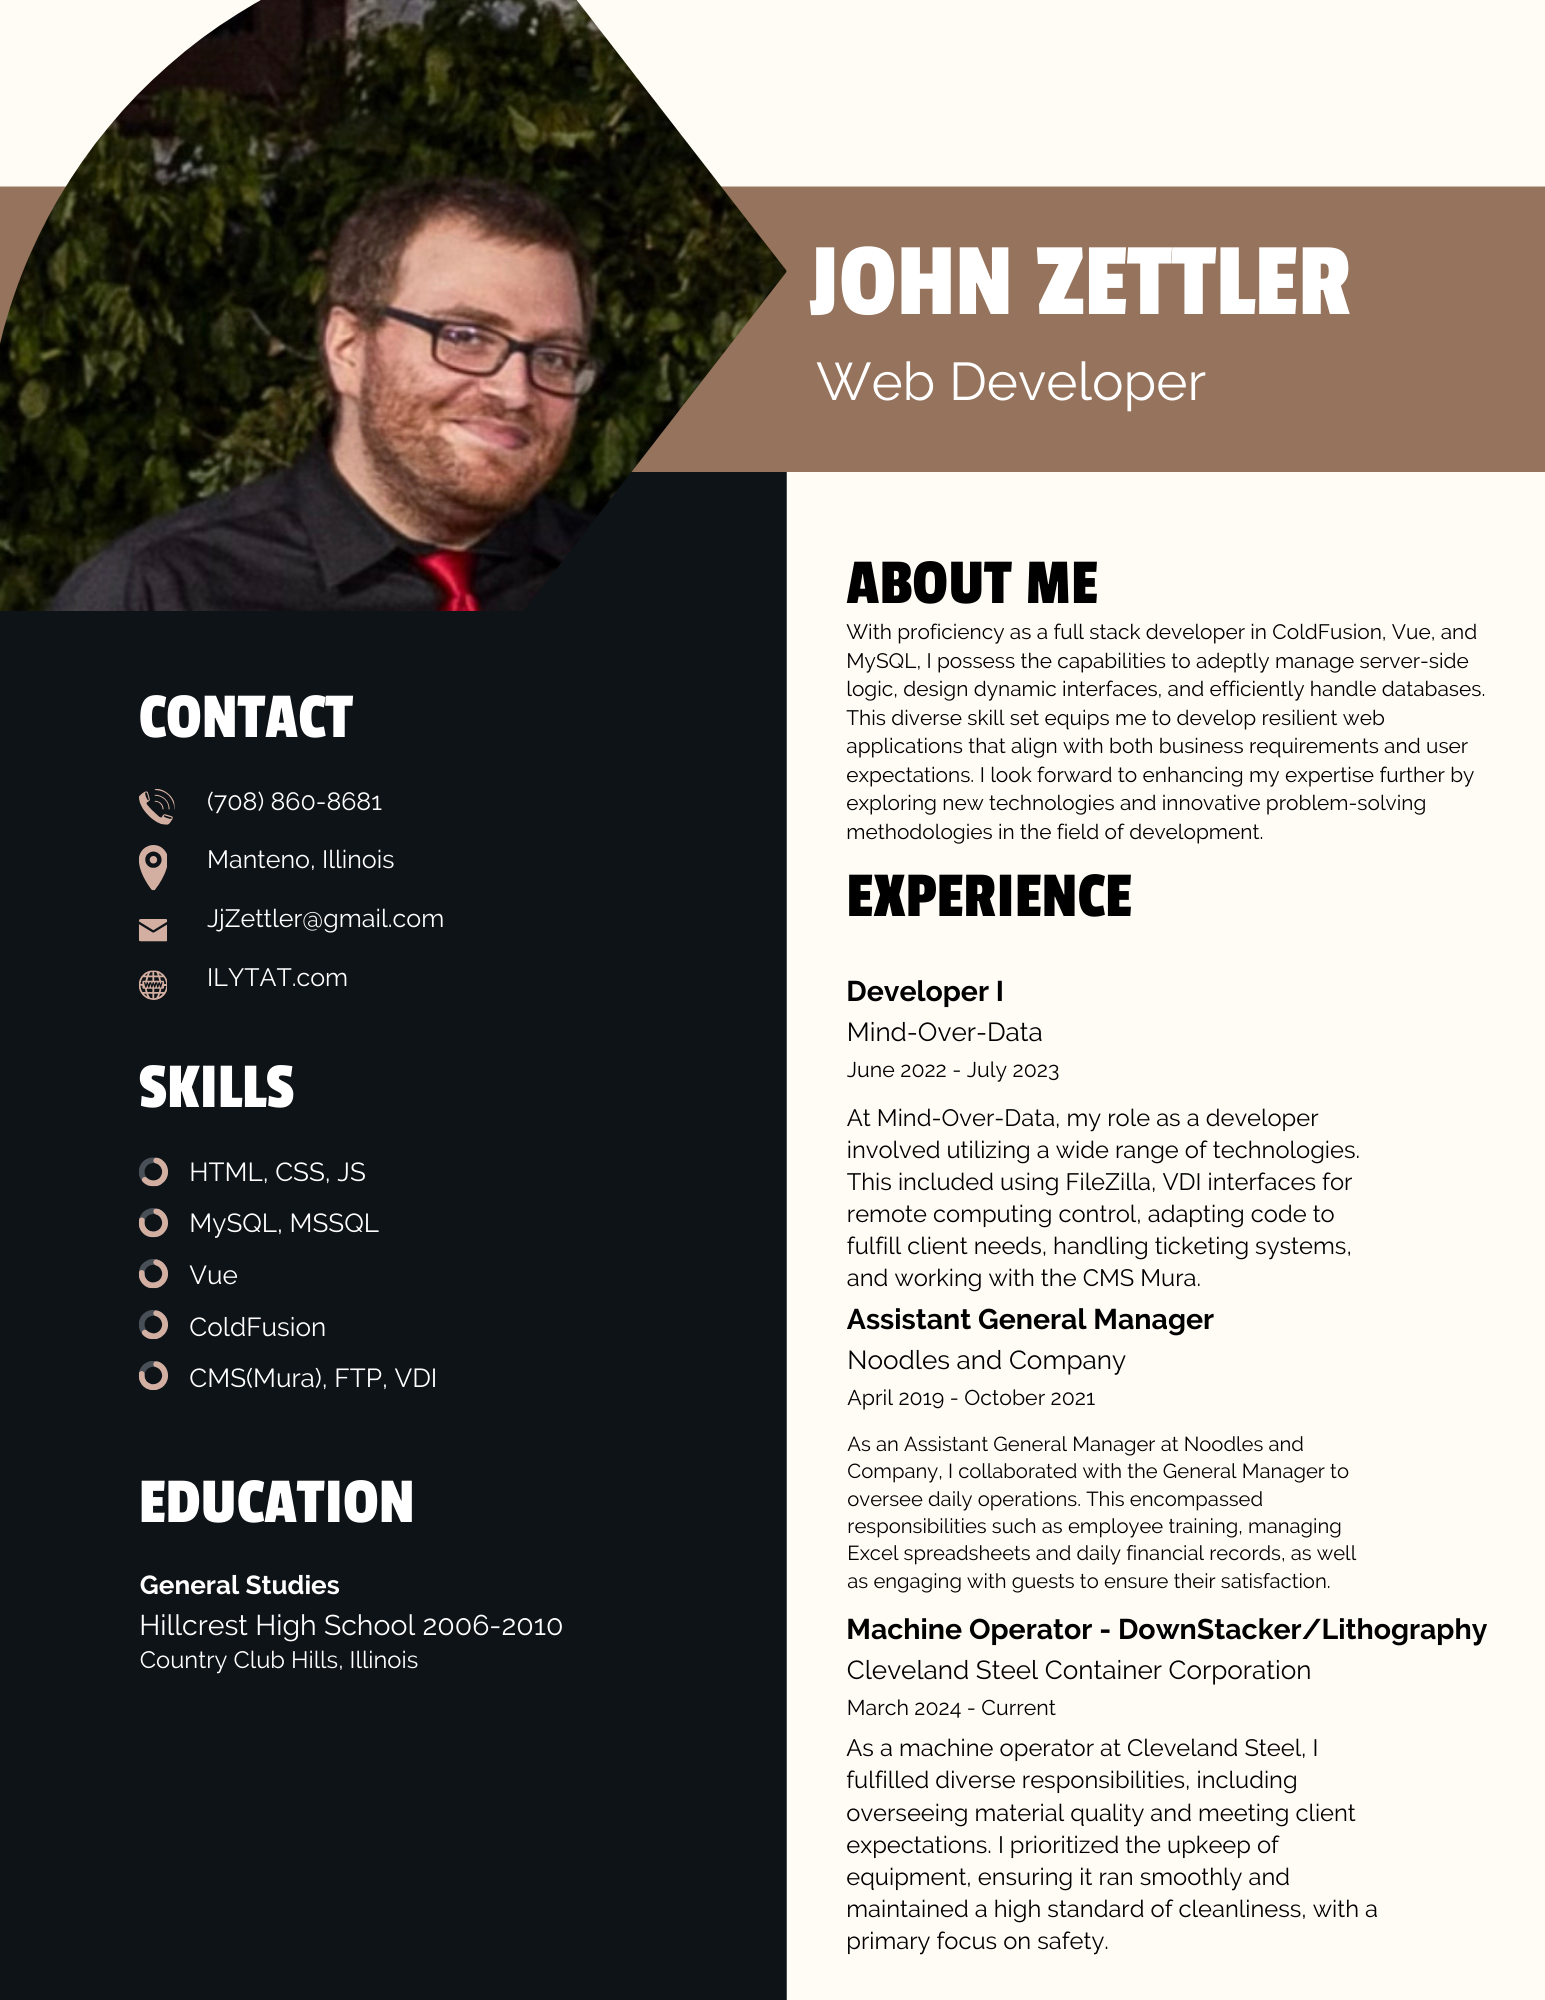 JOHN ZETTLER
Web Developer
CONTACT
(708) 860-8681
Manteno, Illinois
JjZettler@gmail.com
ILYTAT.com
SKILLS
HTML, CSS, JS
MySQL, MSSQL
Vue
ColdFusion
CMS(Mura), FTP, VDI
EDUCATION
General Studies
Hillcrest High School 2006-2010
Country Club Hills, Illinois
ABOUT ME
With proficiency as a full stack developer in ColdFusion, Vue, and
MySQL, I possess the capabilities to adeptly manage server-side
logic, design dynamic interfaces, and efficiently handle databases.
This diverse skill set equips me to develop resilient web
applications that align with both business requirements and user
expectations. I look forward to enhancing my expertise further by
exploring new technologies and innovative problem-solving
methodologies in the field of development.
EXPERIENCE
Developer I
Mind-Over-Data
June 2022 - July 2023
At Mind-Over-Data, my role as a developer
involved utilizing a wide range of technologies.
This included using FileZilla, VDI interfaces for
remote computing control, adapting code to
fulfill client needs, handling ticketing systems,
and working with the CMS Mura.
Assistant General Manager
Noodles and Company
April 2019 - October 2021
As an Assistant General Manager at Noodles and
Company, I collaborated with the General Manager to
oversee daily operations. This encompassed
responsibilities such as employee training, managing
Excel spreadsheets and daily financial records, as well
as engaging with guests to ensure their satisfaction.
Machine Operator - DownStacker/Lithography
Cleveland Steel Container Corporation
March 2024 - Current
As a machine operator at Cleveland Steel, I
fulfilled diverse responsibilities, including
overseeing material quality and meeting client
expectations. I prioritized the upkeep of
equipment, ensuring it ran smoothly and
maintained a high standard of cleanliness, with a
primary focus on safety.